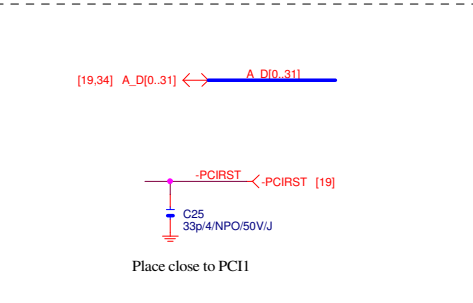 [19,34] A_D[0..31] A_D[0..31]
-PCIRST -PCIRST [19]
C25
33p/4/NPO/50V/J
Place close to PCI1